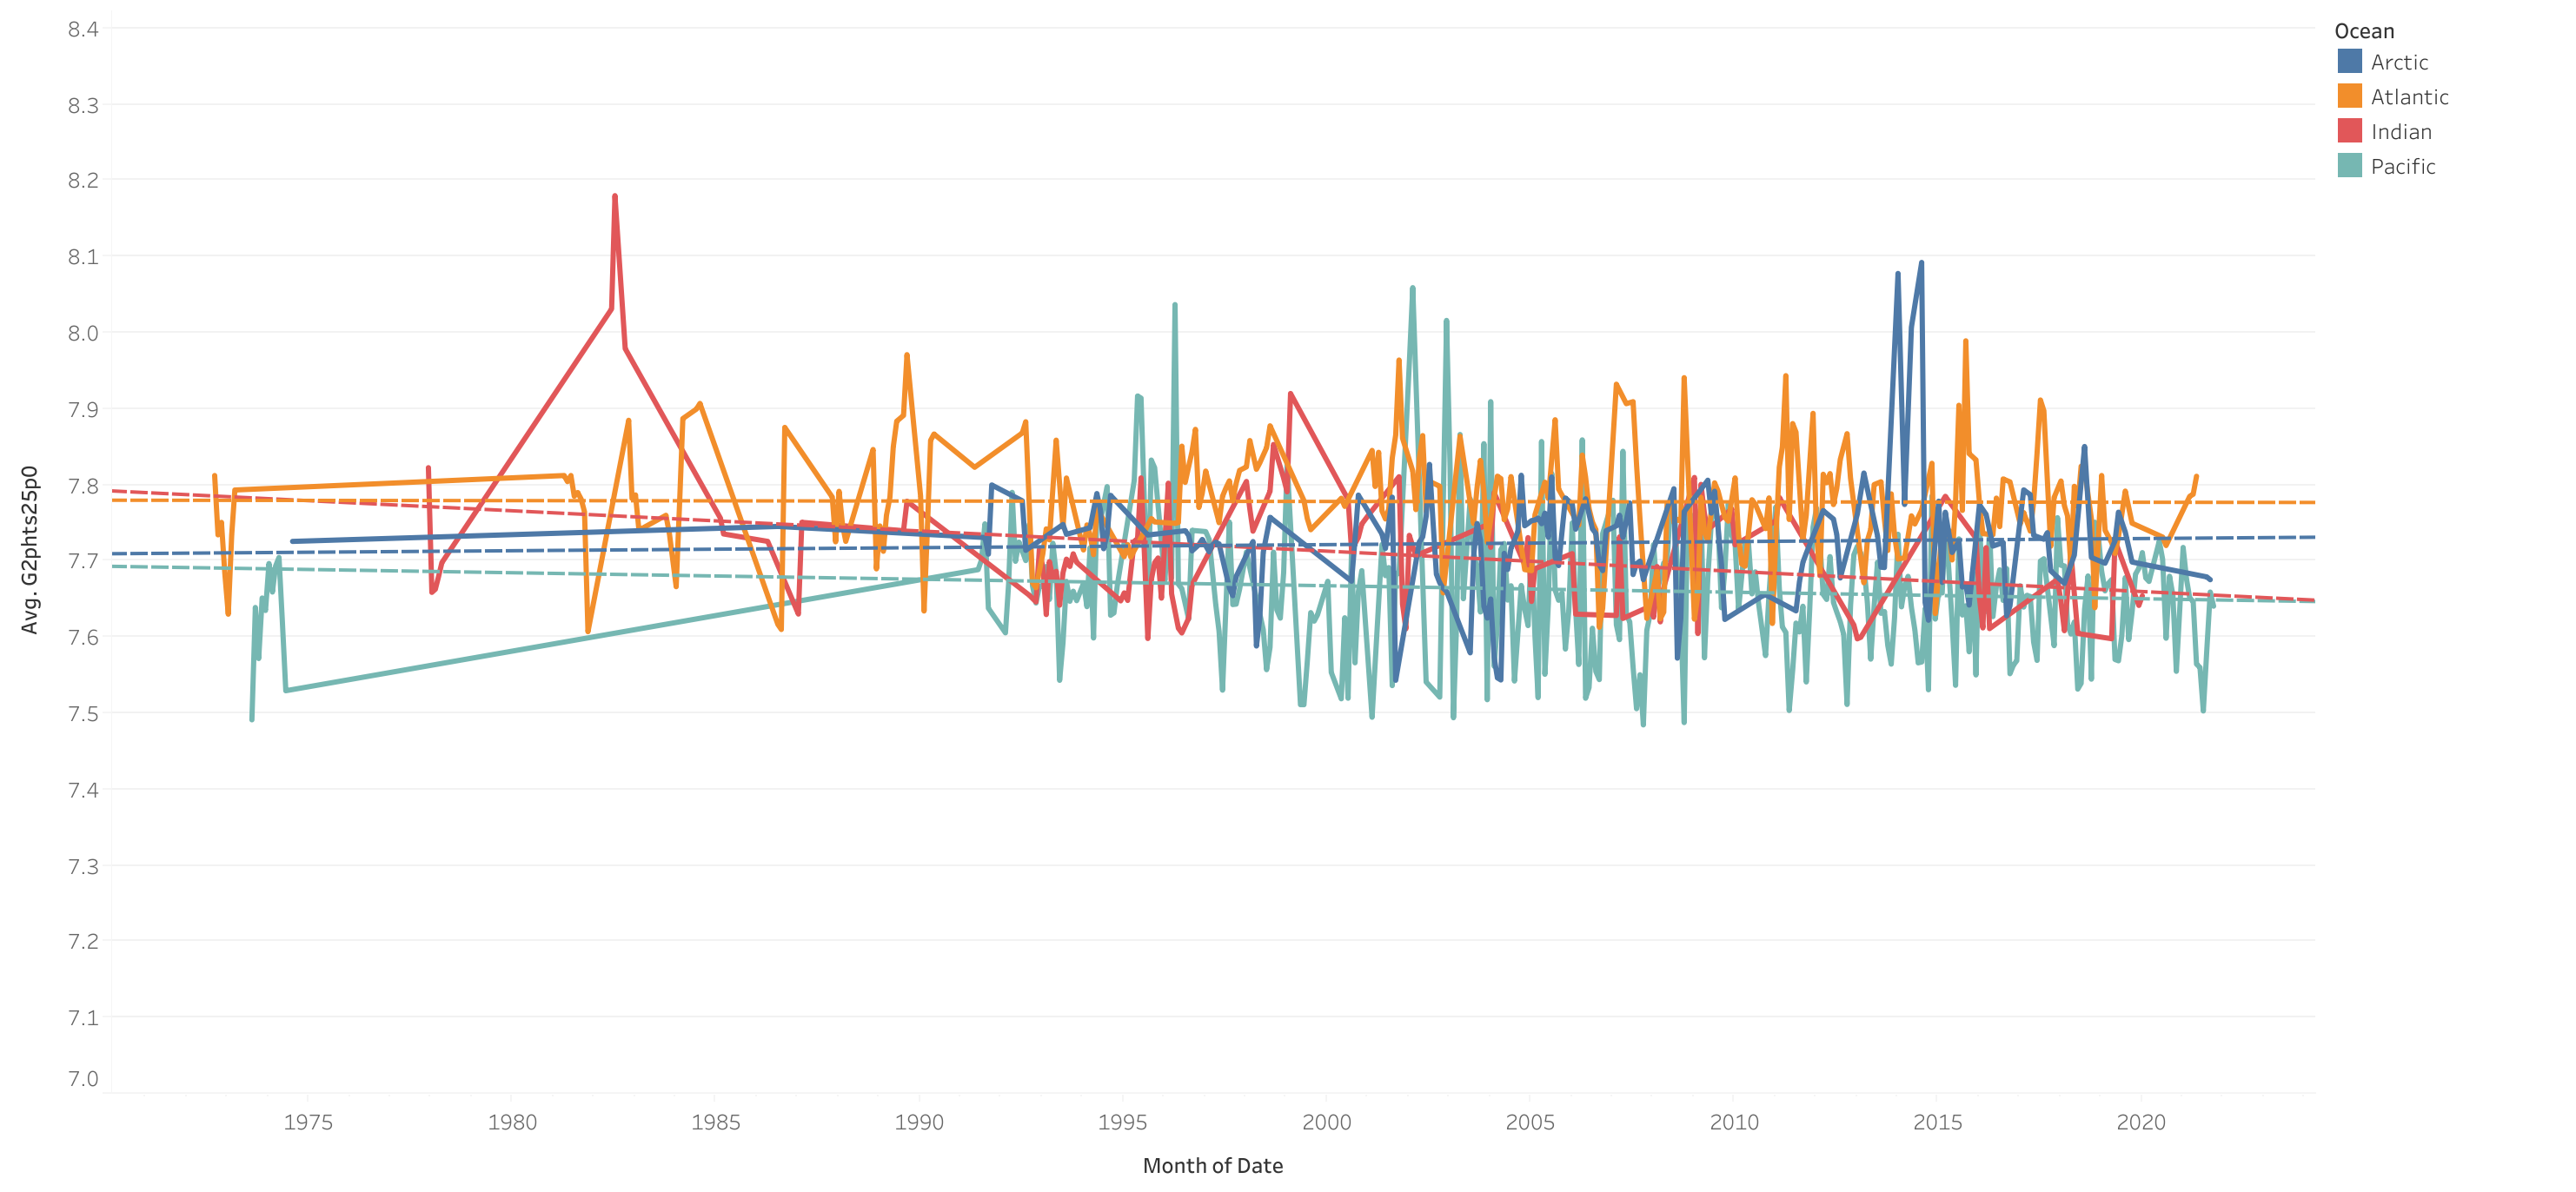 Ocean
Arctic
Atlantic
Indian
Pacific
Avg. G2phts25p0
8.4
8.3
8.2
8.1
8.0
7.9
7.8
7.7
7.6
7.5
7.4
7.3
7.2
7.1
7.0
1975 1980 1985 1990 1995 2000 2005 2010 2015 2020
Month of Date